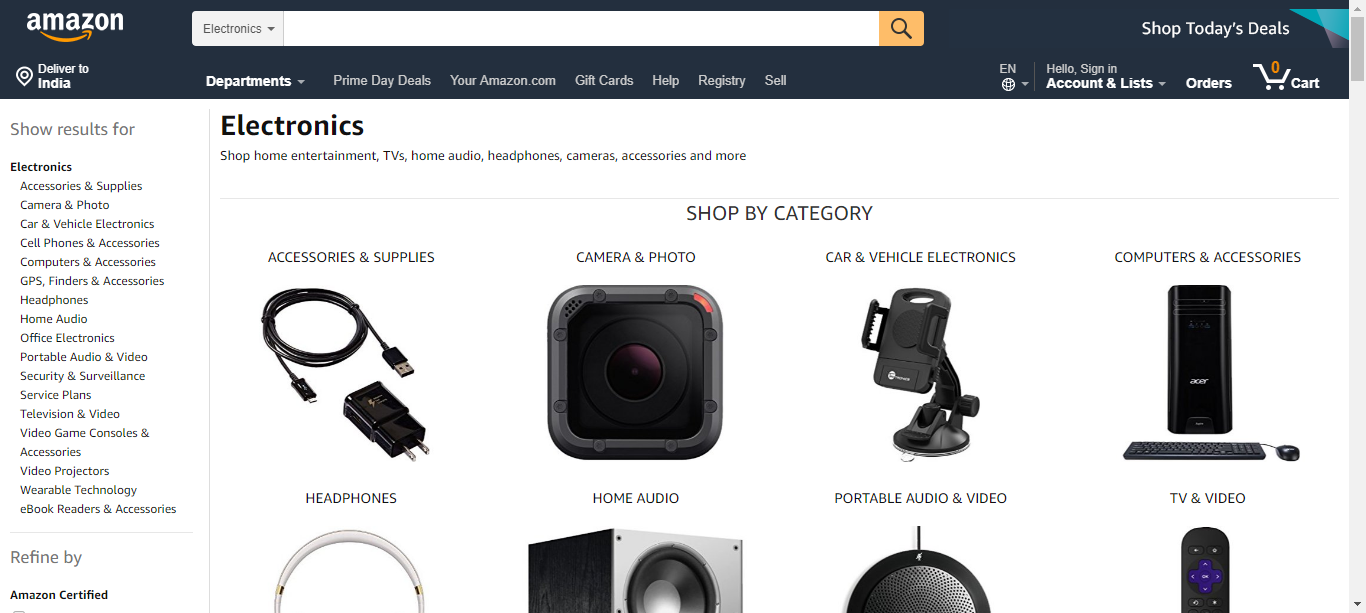 amazon
Electronics
Shop Today's Deals
Deliver to
India
Departments
Prime Day Deals
Your Amazon.com
Gift Cards
Help
Registry
Sell
EN
Hello, Sign in
Account & Lists
Orders
0
Cart
Show results for
Electronics
Accessories & Supplies
Camera & Photo
Car & Vehicle Electronics
Cell Phones & Accessories
Computers & Accessories
GPS, Finders & Accessories
Headphones
Home Audio
Office Electronics
Portable Audio & Video
Security & Surveillance
Service Plans
Television & Video
Video Game Consoles &
Accessories
Video Projectors
Wearable Technology
eBook Readers & Accessories
Refine by
Amazon Certified
Electronics
Shop home entertainment, TVs, home audio, headphones, cameras, accessories and more
SHOP BY CATEGORY
ACCESSORIES & SUPPLIES
CAMERA & PHOTO
CAR & VEHICLE ELECTRONICS
COMPUTERS & ACCESSORIES
acer
HEADPHONES
HOME AUDIO
PORTABLE AUDIO & VIDEO
TV & VIDEO
OK